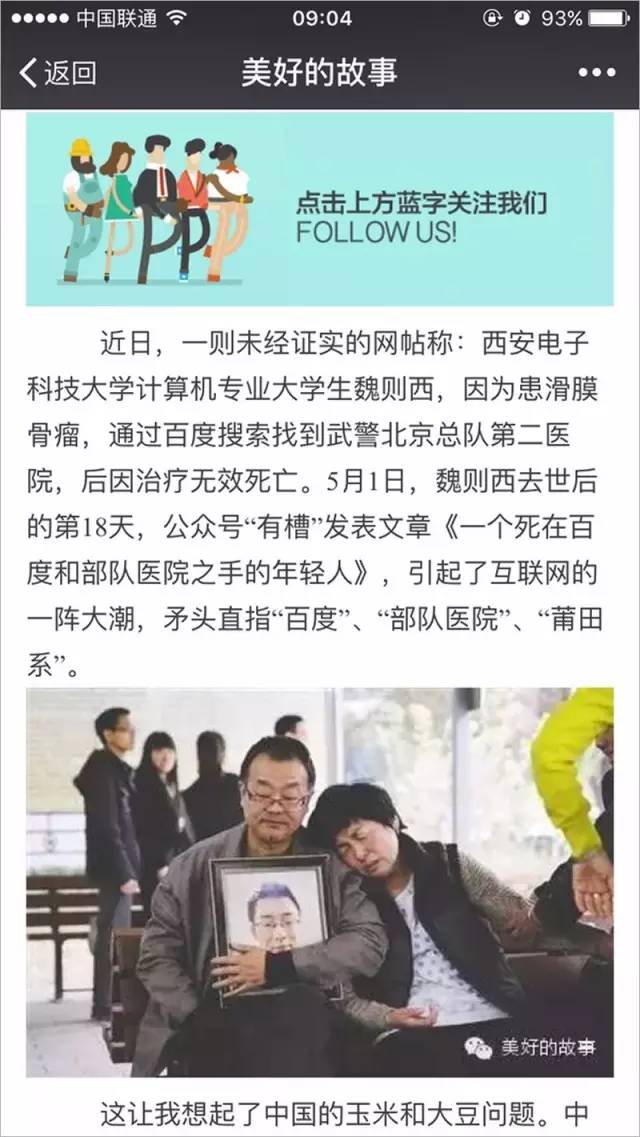 中国联通 09:04 93%
返回 美好的故事
点击上方蓝字关注我们
FOLLOW US!
近日，一则未经证实的网帖称：西安电子
科技大学计算机专业大学生魏则西，因为患滑膜
骨瘤，通过百度搜索找到武警北京总队第二医
院，后因治疗无效死亡。5月1日，魏则西去世后
的第18天，公众号“有槽”发表文章《一个死在百
度和部队医院之手的年轻人》，引起了互联网的
一阵大潮，矛头直指“百度”、“部队医院”、“莆田
系”。
美好的故事
这让我想起了中国的玉米和大豆问题。中